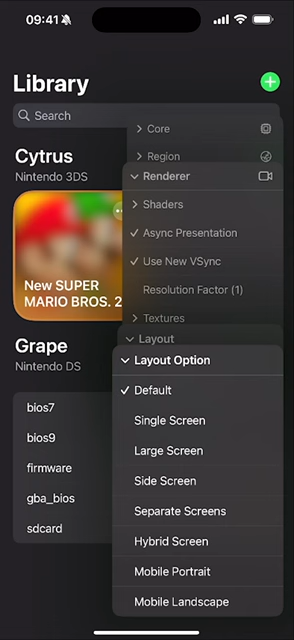 09:41
Library
Search
Core
Cytrus
Region
Nintendo 3DS
Renderer
Shaders
Async Presentation
Use New VSync
New SUPER
MARIO BROS. 2
Resolution Factor (1)
Textures
Grape
Layout
Nintendo DS
Layout Option
Default
bios7
Single Screen
bios9
Large Screen
firmware
Side Screen
gba_bios
Separate Screens
sdcard
Hybrid Screen
Mobile Portrait
Mobile Landscape